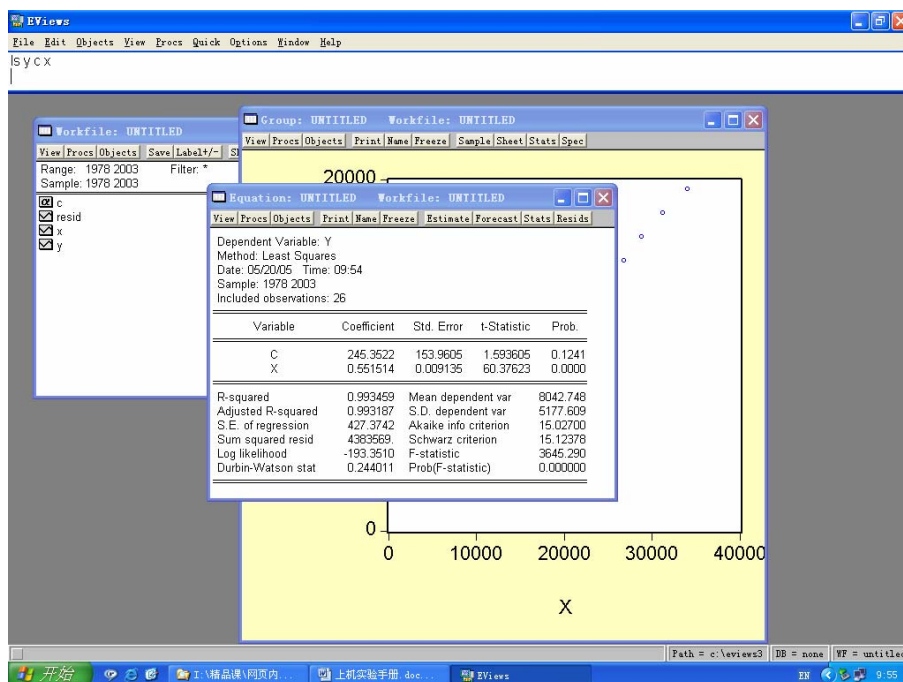 EViews
File Edit Objects View Procs Quick Options Window Help
ls y c x
Workfile: UNTITLED
View Procs Objects Save Label+/-
Range: 1978 2003 Filter: *
Sample: 1978 2003
c
resid
x
y
Group: UNTITLED Workfile: UNTITLED
View Procs Objects Print Name Freeze Sample Sheet Stats Spec
20000
0
0 10000 20000 30000 40000
X
Equation: UNTITLED Workfile: UNTITLED
View Procs Objects Print Name Freeze Estimate Forecast Stats Resids
Dependent Variable: Y
Method: Least Squares
Date: 05/20/05 Time: 09:54
Sample: 1978 2003
Included observations: 26
Variable Coefficient Std. Error t-Statistic Prob.
C 245.3522 153.9605 1.593605 0.1241
X 0.551514 0.009135 60.37623 0.0000
R-squared 0.993459 Mean dependent var 8042.748
Adjusted R-squared 0.993187 S.D. dependent var 5177.609
S.E. of regression 427.3742 Akaike info criterion 15.02700
Sum squared resid 4383569. Schwarz criterion 15.12378
Log likelihood -193.3510 F-statistic 3645.290
Durbin-Watson stat 0.244011 Prob(F-statistic) 0.000000
Path = c:\eviews3 DB = none WF = untitled
开始 I:\精品课\网页内... 上机实验手册.doc... EViews EN 9:55